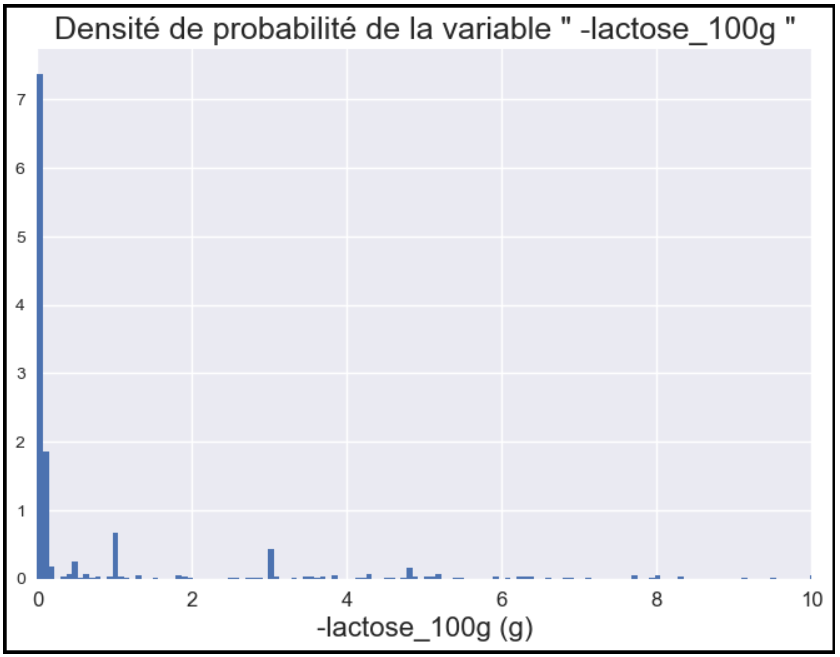 Densité de probabilité de la variable " -lactose_100g "
7
6
5
4
3
2
1
0
0 2 4 6 8 10
-lactose_100g (g)